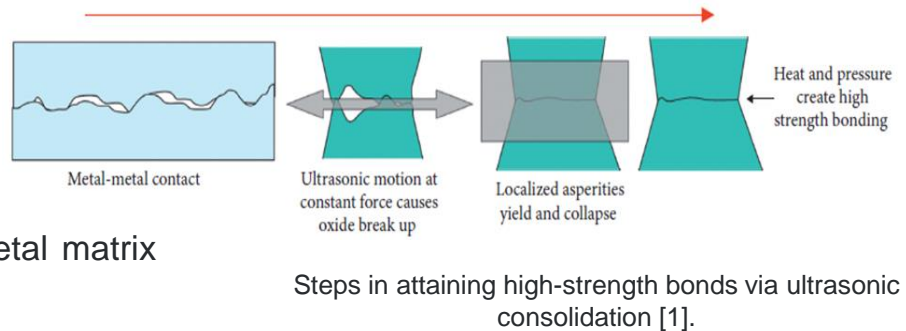 Metal-metal contact
Ultrasonic motion at
constant force causes
oxide break up
Localized asperities
yield and collapse
Heat and pressure
create high
strength bonding
etal matrix
Steps in attaining high-strength bonds via ultrasonic
consolidation [1].